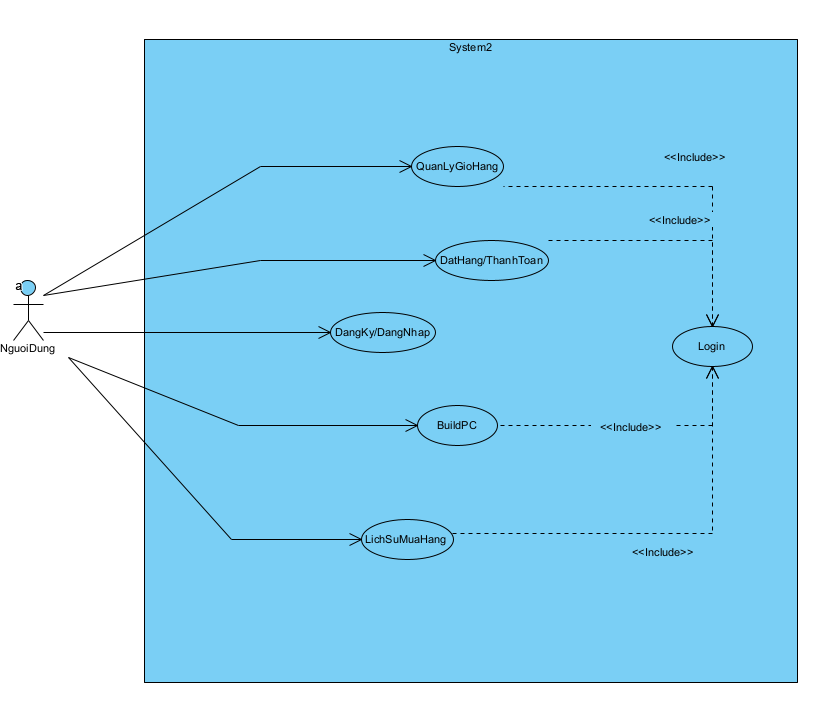 System2
QuanLyGioHang
<<Include>>
<<Include>>
DatHang/ThanhToan
a
NguoiDung
DangKy/DangNhap
Login
BuildPC
<<Include>>
LichSuMuaHang
<<Include>>